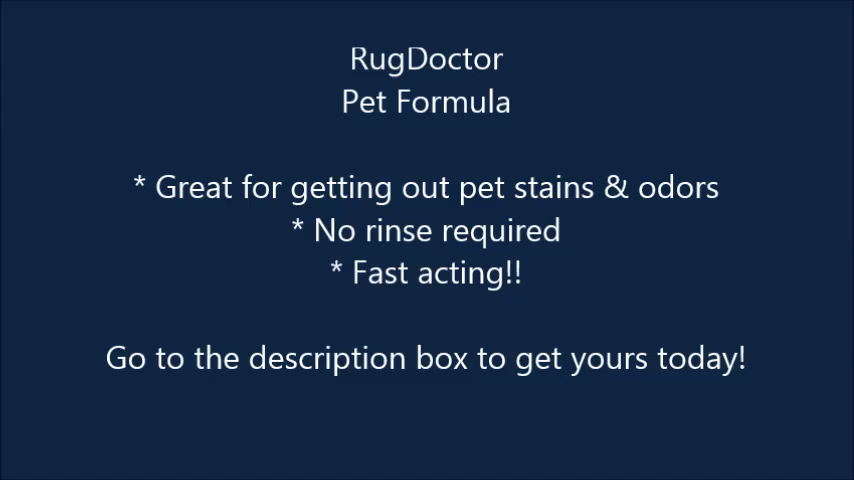 RugDoctor
Pet Formula
* Great for getting out pet stains & odors
* No rinse required
* Fast acting!!
Go to the description box to get yours today!